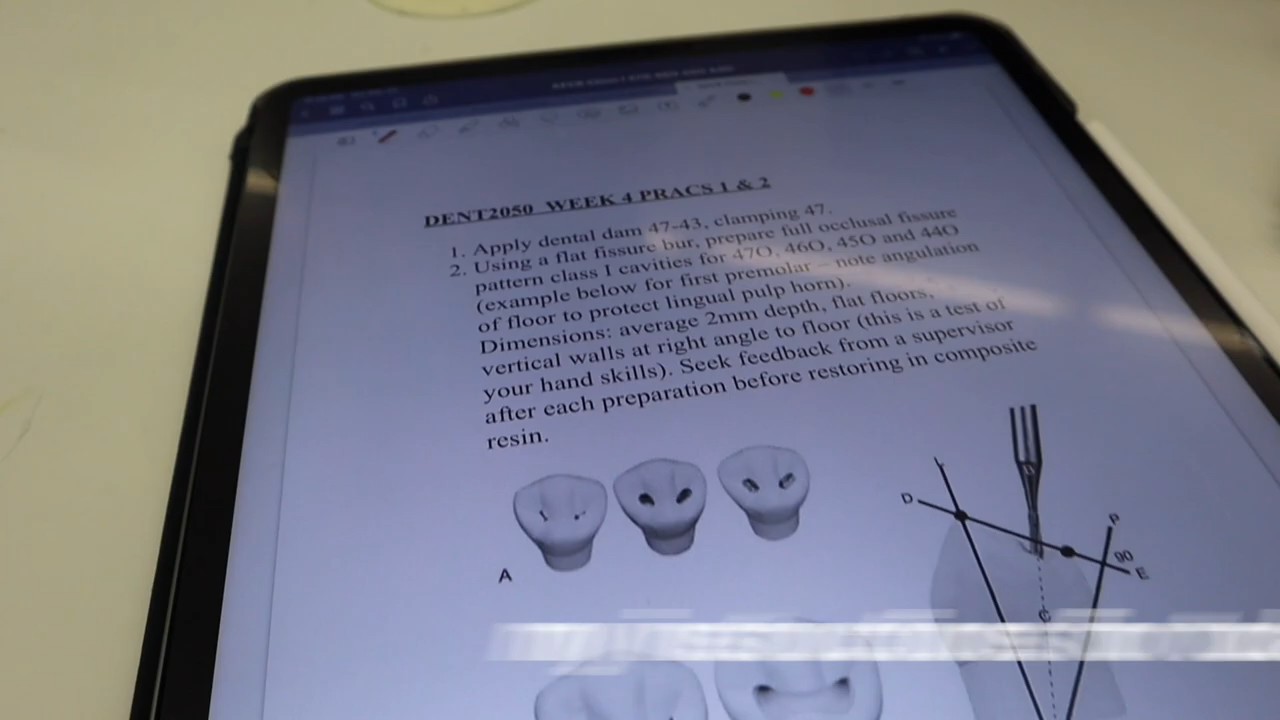 DENT2050 WEEK 4 PRACS 1 & 2
1. Apply dental dam 47-43, clamping 47.
2. Using a flat fissure bur, prepare full occlusal fissure
pattern class I cavities for 47O, 46O, 45O and 44O
(example below for first premolar – note angulation
of floor to protect lingual pulp horn).
Dimensions: average 2mm depth, flat floors,
vertical walls at right angle to floor (this is a test of
your hand skills). Seek feedback from a supervisor
after each preparation before restoring in composite
resin.
D
P
90
E
A
C